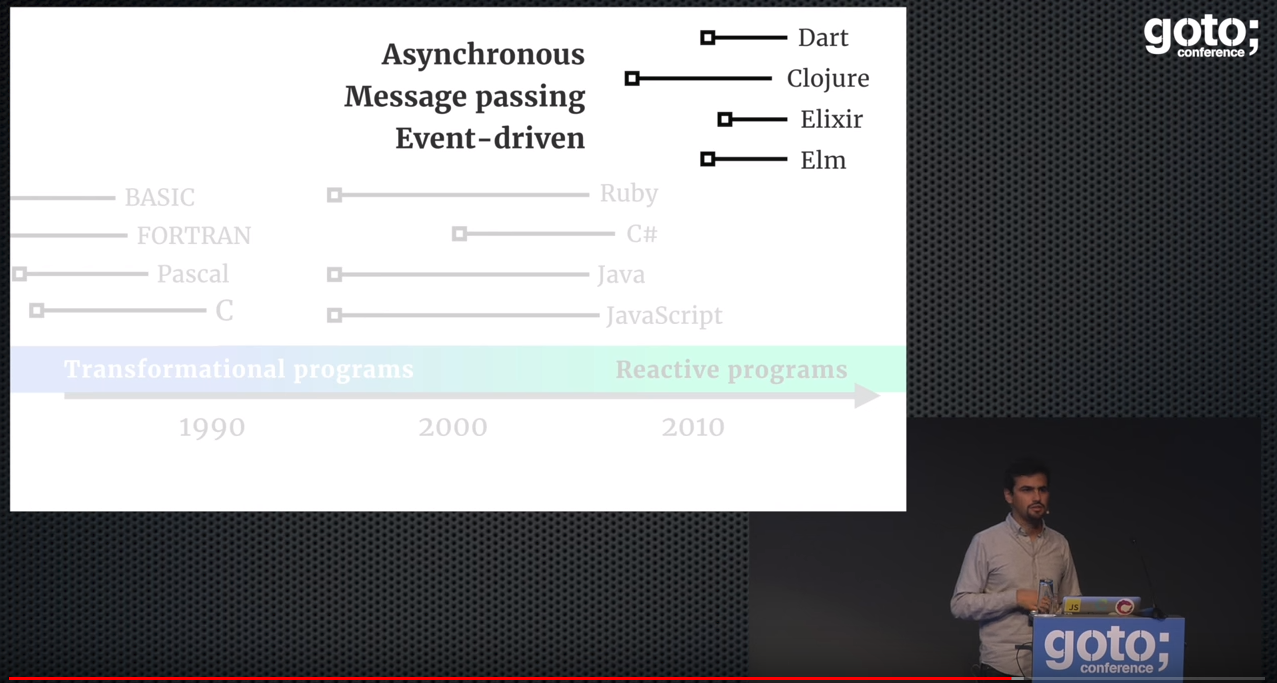 Asynchronous
Message passing
Event-driven
Dart
Clojure
Elixir
Elm
BASIC
FORTRAN
Pascal
C
Ruby
C#
Java
JavaScript
Transformational programs
Reactive programs
1990
2000
2010
goto;
conference
JS
goto;
conference